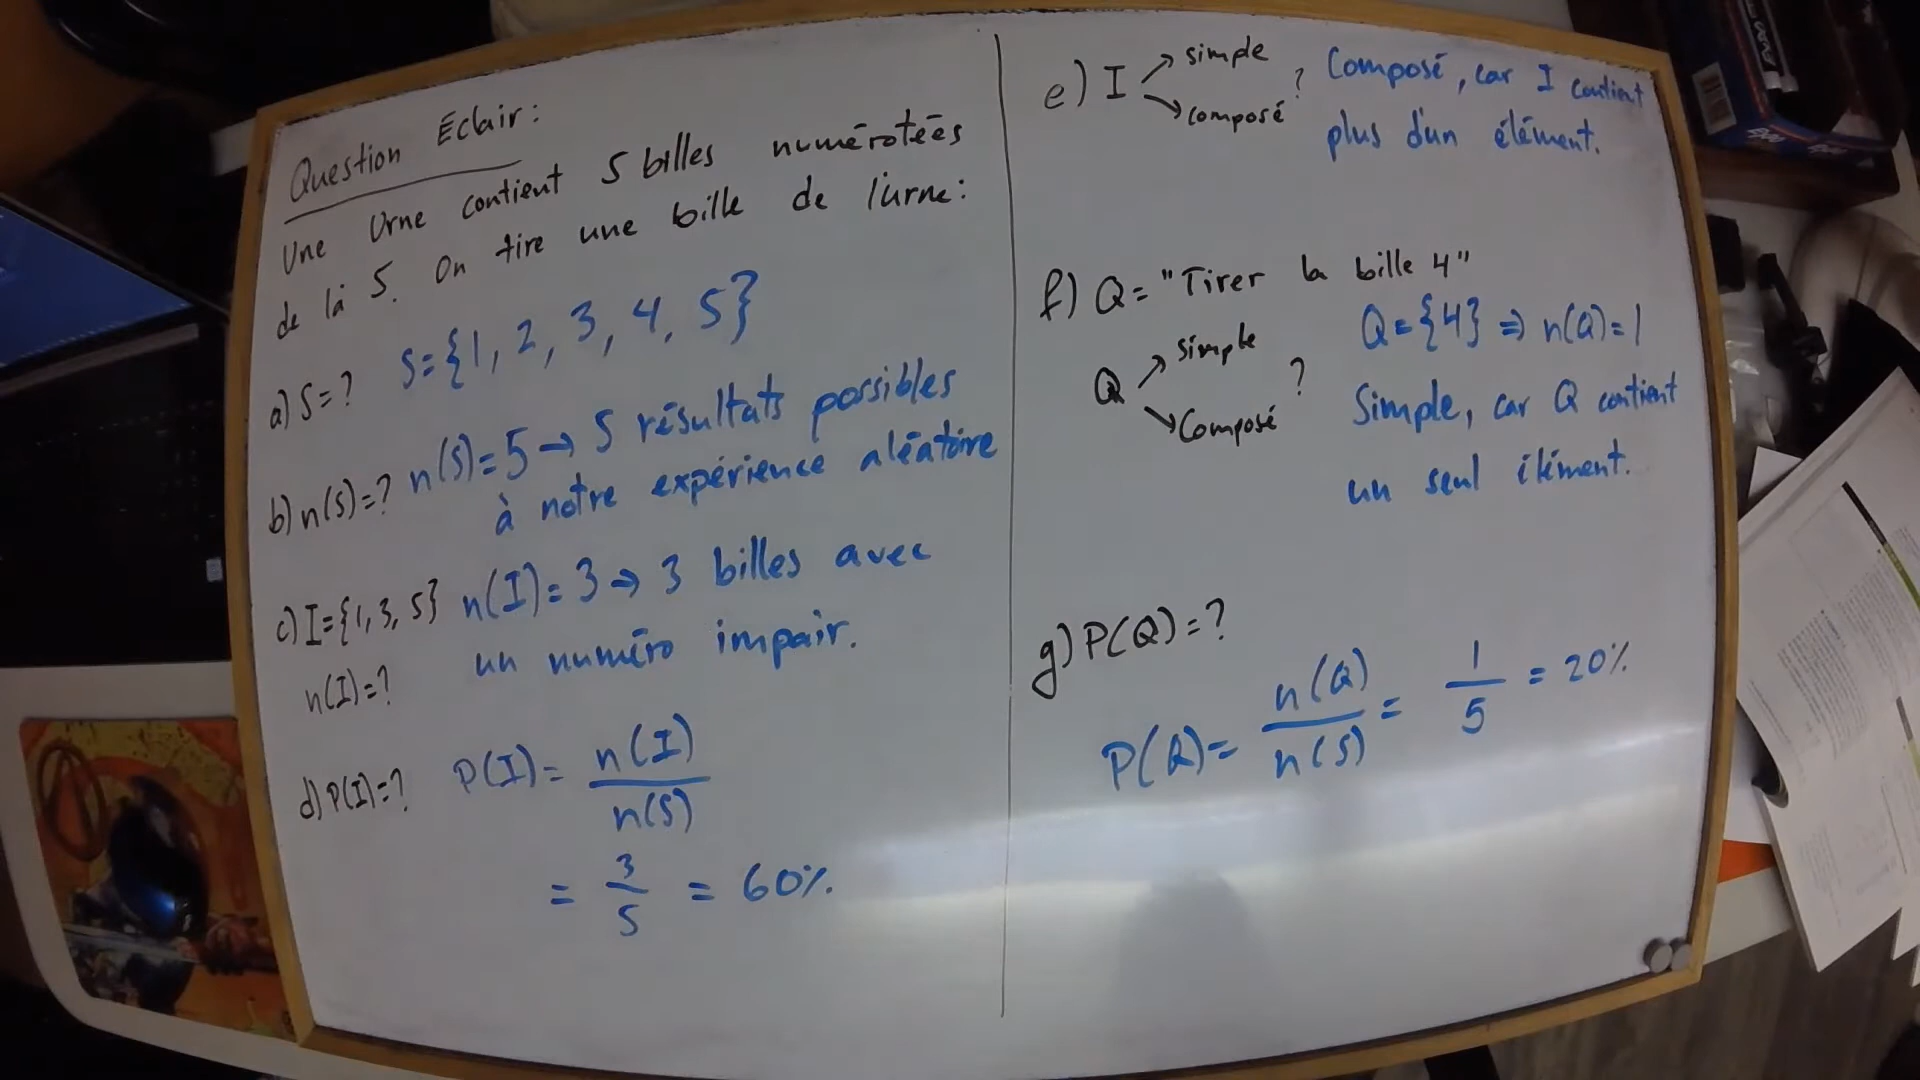 Question Éclair:
Une Urne contient 5 billes numérotées
de 1 à 5. On tire une bille de l'urne:
a) S=? S={1, 2, 3, 4, 5}
b) n(S)=? n(S)=5 → 5 résultats possibles
à notre expérience aléatoire
c) I={1, 3, 5} n(I)=3 → 3 billes avec
n(I)=? un numéro impair.
d) P(I)=? P(I)= n(I)/n(S)
= 3/5 = 60%
e) I ↗ simple ↘ composé ? Composé, car I contient
plus d'un élément.
f) Q= "Tirer la bille 4"
Q={4} ⇒ n(Q)=1
Q ↗ simple ↘ Composé ? Simple, car Q contient
un seul élément.
g) P(Q)=?
P(Q)= n(Q)/n(S) = 1/5 = 20%
EXPO